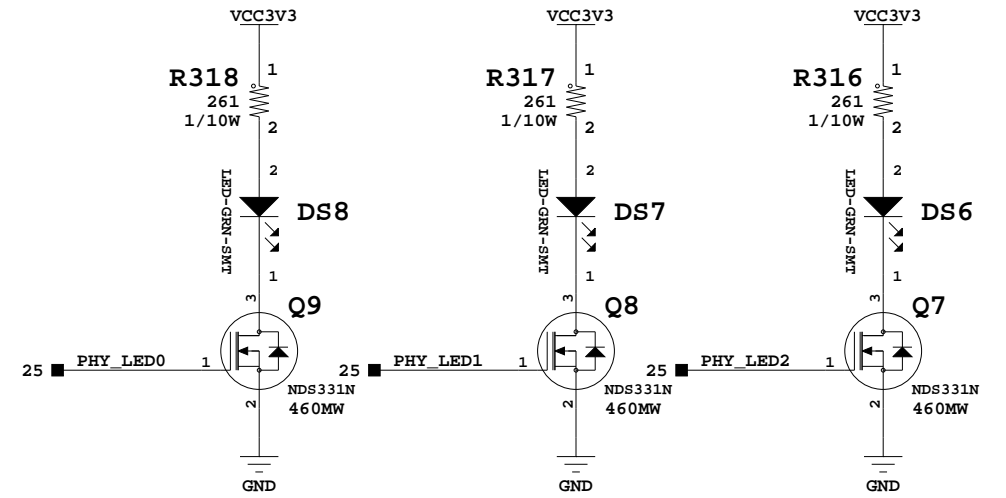 VCC3V3
1
R318
261
1/10W
2
2
LED-GRN-SMT
DS8
1
3
Q9
25
PHY_LED0
1
NDS331N
460MW
2
GND
VCC3V3
1
R317
261
1/10W
2
2
LED-GRN-SMT
DS7
1
3
Q8
25
PHY_LED1
1
NDS331N
460MW
2
GND
VCC3V3
1
R316
261
1/10W
2
2
LED-GRN-SMT
DS6
1
3
Q7
25
PHY_LED2
1
NDS331N
460MW
2
GND